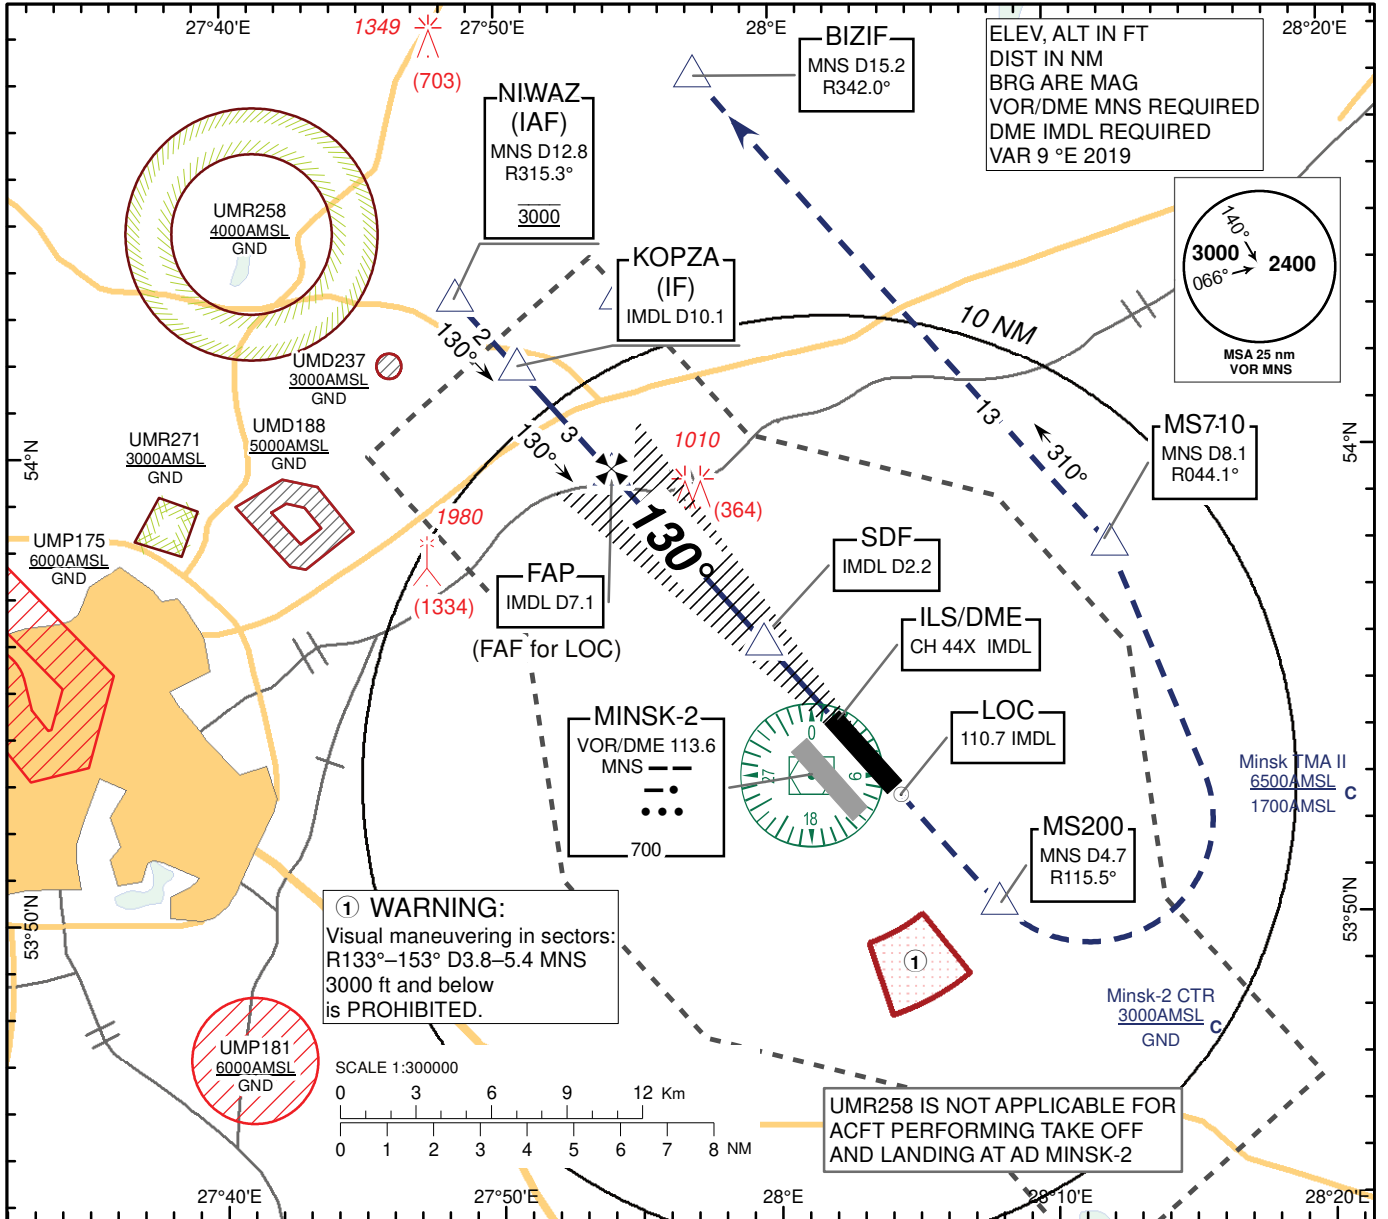 27°40'E
27°50'E
28°E
28°20'E
1349
(703)
BIZIF
MNS D15.2
R342.0°
ELEV, ALT IN FT
DIST IN NM
BRG ARE MAG
VOR/DME MNS REQUIRED
DME IMDL REQUIRED
VAR 9 °E 2019
NIWAZ
(IAF)
MNS D12.8
R315.3°
3000
UMR258
4000AMSL
GND
140°
3000
066°
2400
MSA 25 nm
VOR MNS
KOPZA
(IF)
IMDL D10.1
10 NM
2
130°
UMD237
3000AMSL
GND
13
310°
MS710
MNS D8.1
R044.1°
UMR271
3000AMSL
GND
UMD188
5000AMSL
GND
3
130°
1010
(364)
54°N
54°N
1980
(1334)
130°
UMP175
6000AMSL
GND
SDF
IMDL D2.2
FAP
IMDL D7.1
(FAF for LOC)
ILS/DME
CH 44X IMDL
MINSK-2
VOR/DME 113.6
MNS
700
0
27
9
18
LOC
110.7 IMDL
Minsk TMA II
6500AMSL
1700AMSL
C
MS200
MNS D4.7
R115.5°
53°50'N
53°50'N
1 WARNING:
Visual maneuvering in sectors:
R133°–153° D3.8–5.4 MNS
3000 ft and below
is PROHIBITED.
1
Minsk-2 CTR
3000AMSL
GND
C
UMP181
6000AMSL
GND
SCALE 1:300000
0 3 6 9 12 Km
0 1 2 3 4 5 6 7 8 NM
UMR258 IS NOT APPLICABLE FOR
ACFT PERFORMING TAKE OFF
AND LANDING AT AD MINSK-2
27°40'E
27°50'E
28°E
28°10'E
28°20'E